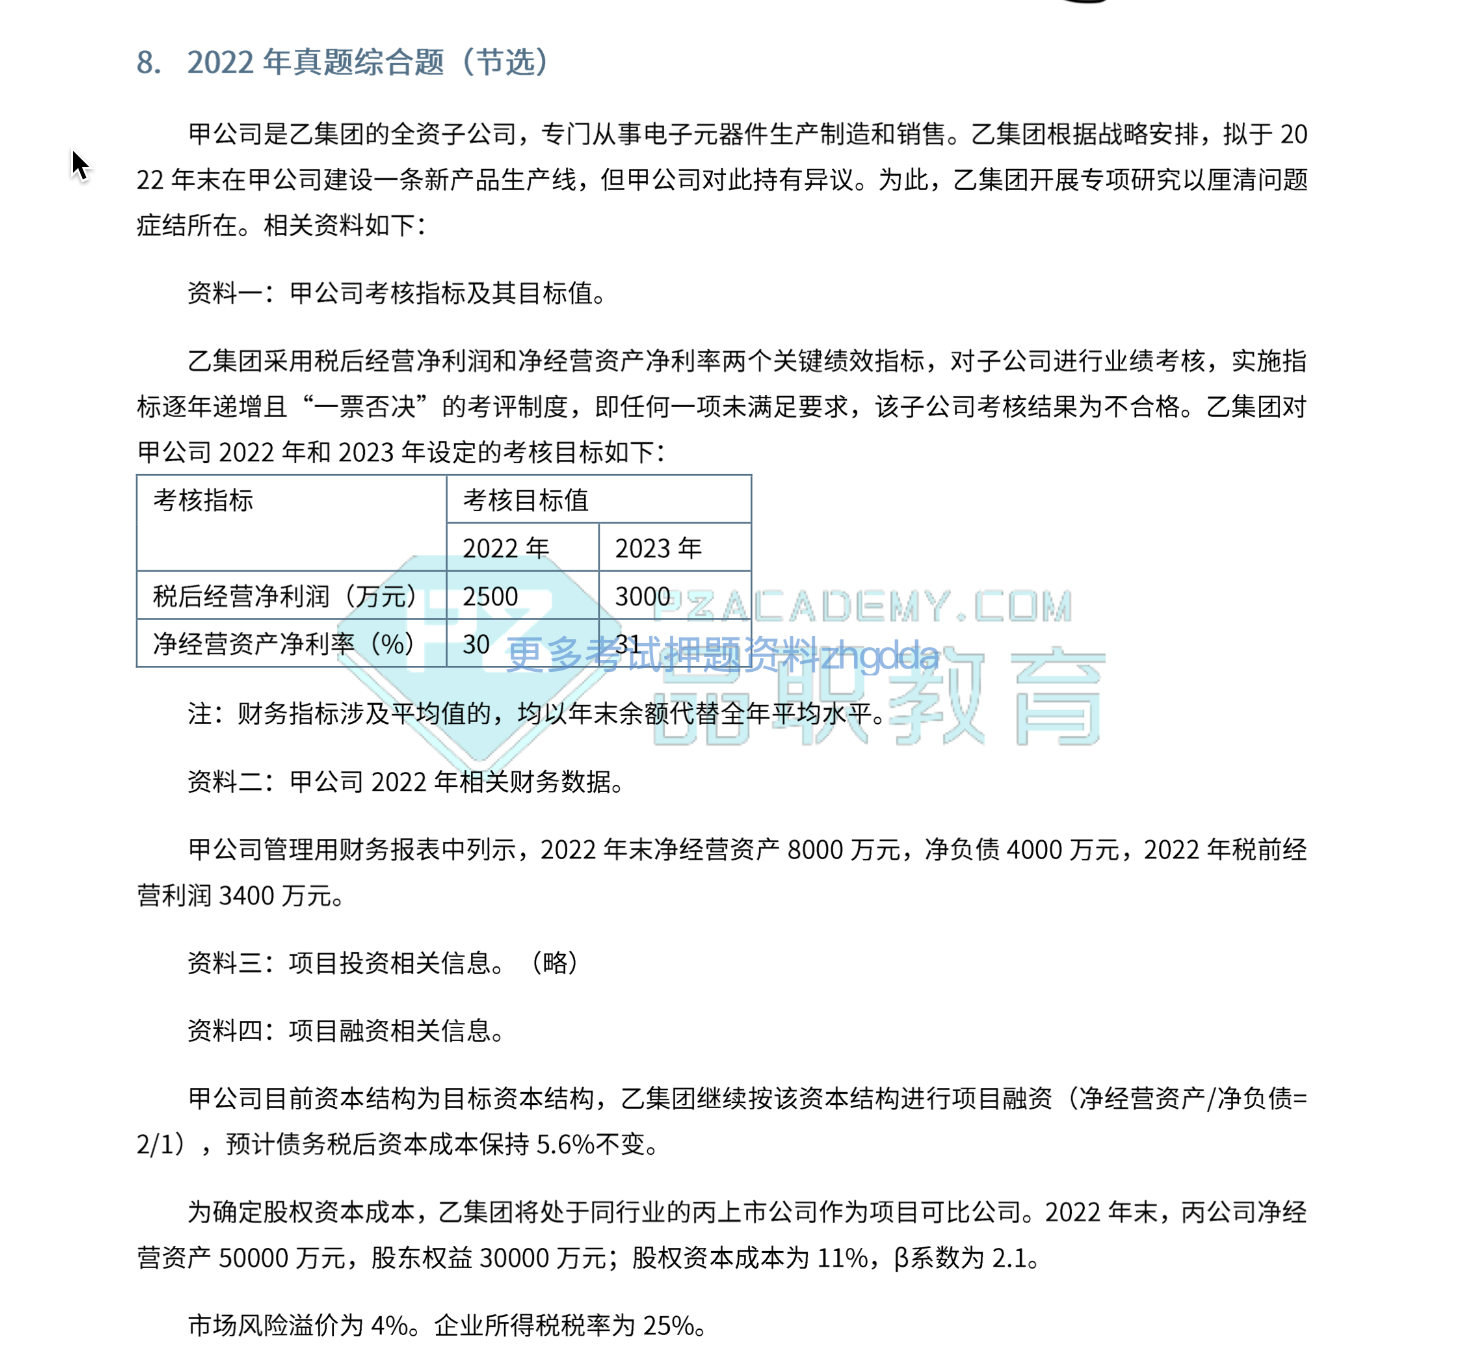 8. 2022 年真题综合题（节选）
甲公司是乙集团的全资子公司，专门从事电子元器件生产制造和销售。乙集团根据战略安排，拟于 20
22 年末在甲公司建设一条新产品生产线，但甲公司对此持有异议。为此，乙集团开展专项研究以厘清问题
症结所在。相关资料如下：
资料一：甲公司考核指标及其目标值。
乙集团采用税后经营净利润和净经营资产净利率两个关键绩效指标，对子公司进行业绩考核，实施指
标逐年递增且“一票否决”的考评制度，即任何一项未满足要求，该子公司考核结果为不合格。乙集团对
甲公司 2022 年和 2023 年设定的考核目标如下：
考核指标 考核目标值
2022 年 2023 年
税后经营净利润（万元） 2500 3000
PZACADEMY.COM
净经营资产净利率（%） 30 31
更多考试押题资料zhgdda
PZ 品职教育
注：财务指标涉及平均值的，均以年末余额代替全年平均水平。
资料二：甲公司 2022 年相关财务数据。
甲公司管理用财务报表中列示，2022 年末净经营资产 8000 万元，净负债 4000 万元，2022 年税前经
营利润 3400 万元。
资料三：项目投资相关信息。（略）
资料四：项目融资相关信息。
甲公司目前资本结构为目标资本结构，乙集团继续按该资本结构进行项目融资（净经营资产/净负债=
2/1），预计债务税后资本成本保持 5.6%不变。
为确定股权资本成本，乙集团将处于同行业的丙上市公司作为项目可比公司。2022 年末，丙公司净经
营资产 50000 万元，股东权益 30000 万元；股权资本成本为 11%，β系数为 2.1。
市场风险溢价为 4%。企业所得税税率为 25%。